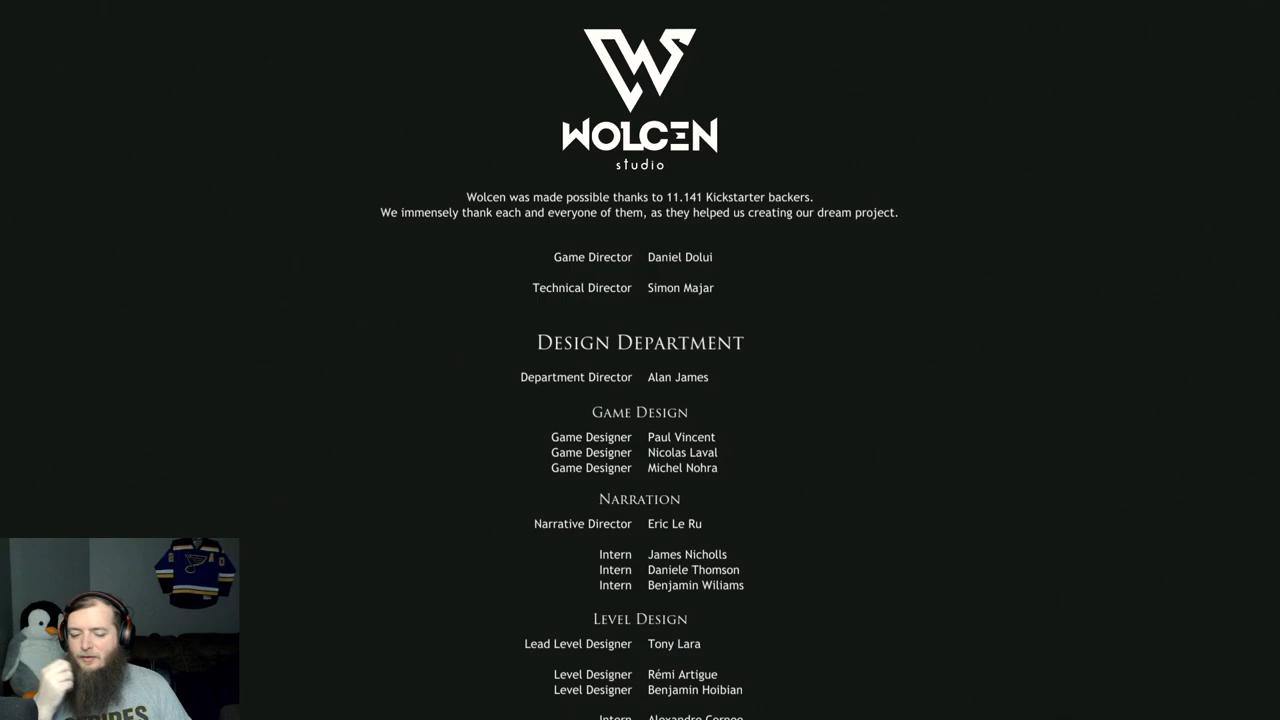 WOLCEN
studio
Wolcen was made possible thanks to 11.141 Kickstarter backers.
We immensely thank each and everyone of them, as they helped us creating our dream project.
Game Director Daniel Dolui
Technical Director Simon Majar
DESIGN DEPARTMENT
Department Director Alan James
GAME DESIGN
Game Designer Paul Vincent
Game Designer Nicolas Laval
Game Designer Michel Nohra
NARRATION
Narrative Director Eric Le Ru
Intern James Nicholls
Intern Daniele Thomson
Intern Benjamin Wiliams
LEVEL DESIGN
Lead Level Designer Tony Lara
Level Designer Rémi Artigue
Level Designer Benjamin Hoibian
Intern